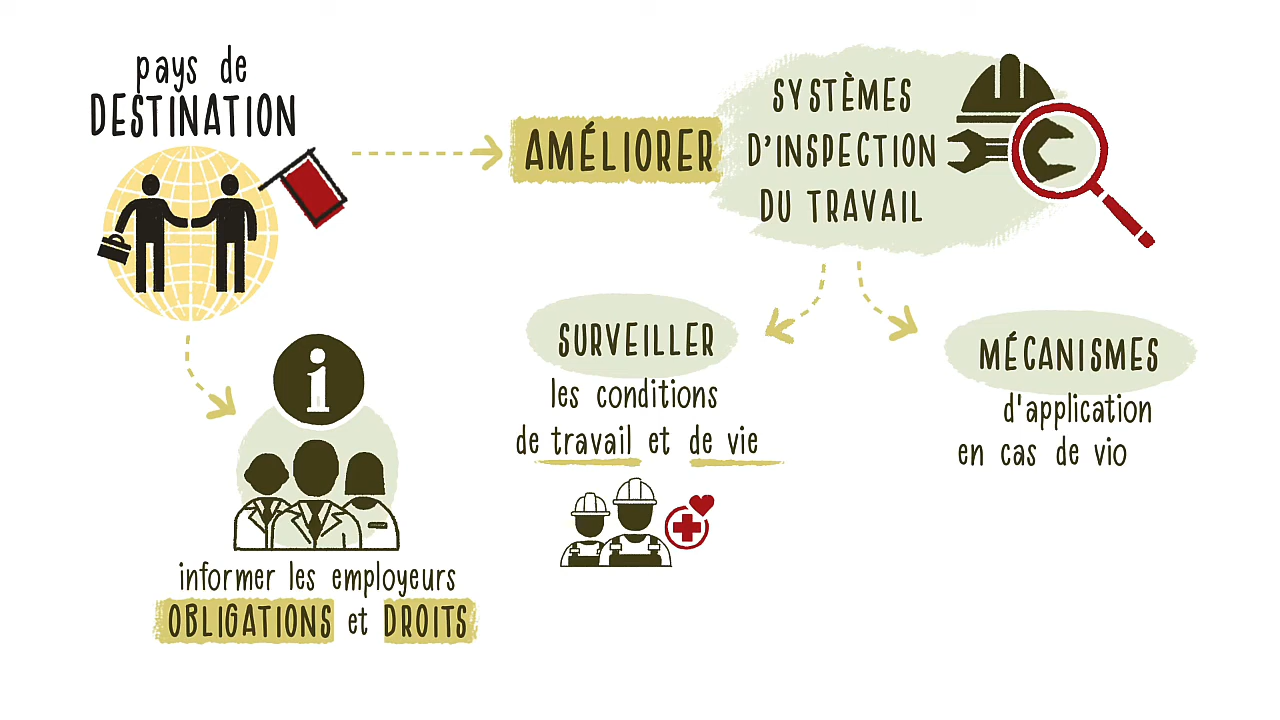 pays de
DESTINATION
AMÉLIORER
SYSTÈMES
D'INSPECTION
DU TRAVAIL
SURVEILLER
les conditions
de travail et de vie
MÉCANISMES
d'application
en cas de vio
i
informer les employeurs
OBLIGATIONS et DROITS